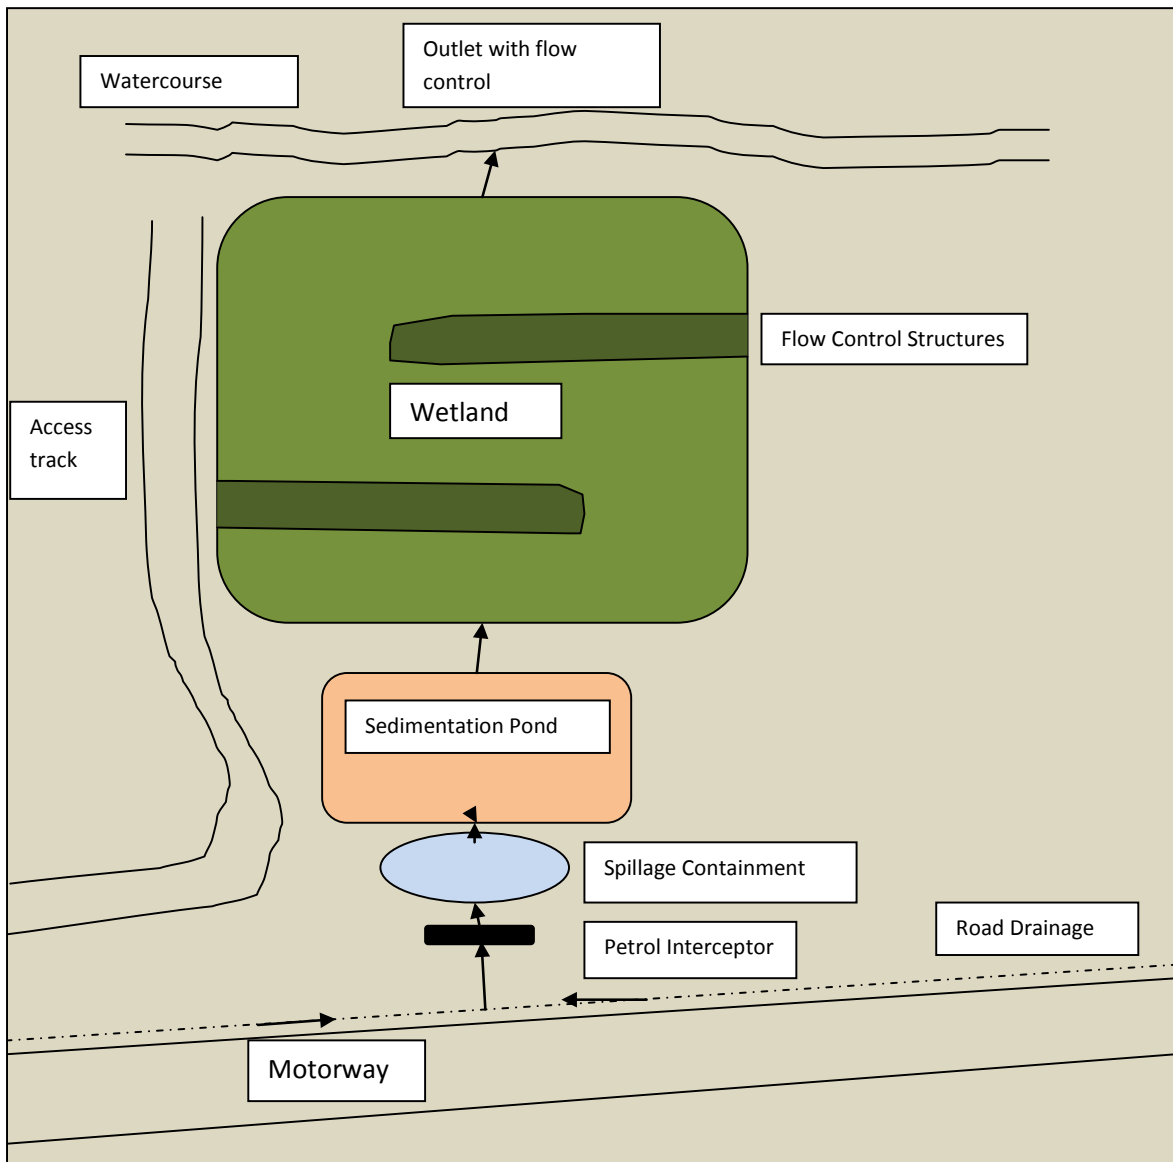 Outlet with flow
control
Watercourse
Flow Control Structures
Wetland
Access
track
Sedimentation Pond
Spillage Containment
Road Drainage
Petrol Interceptor
Motorway